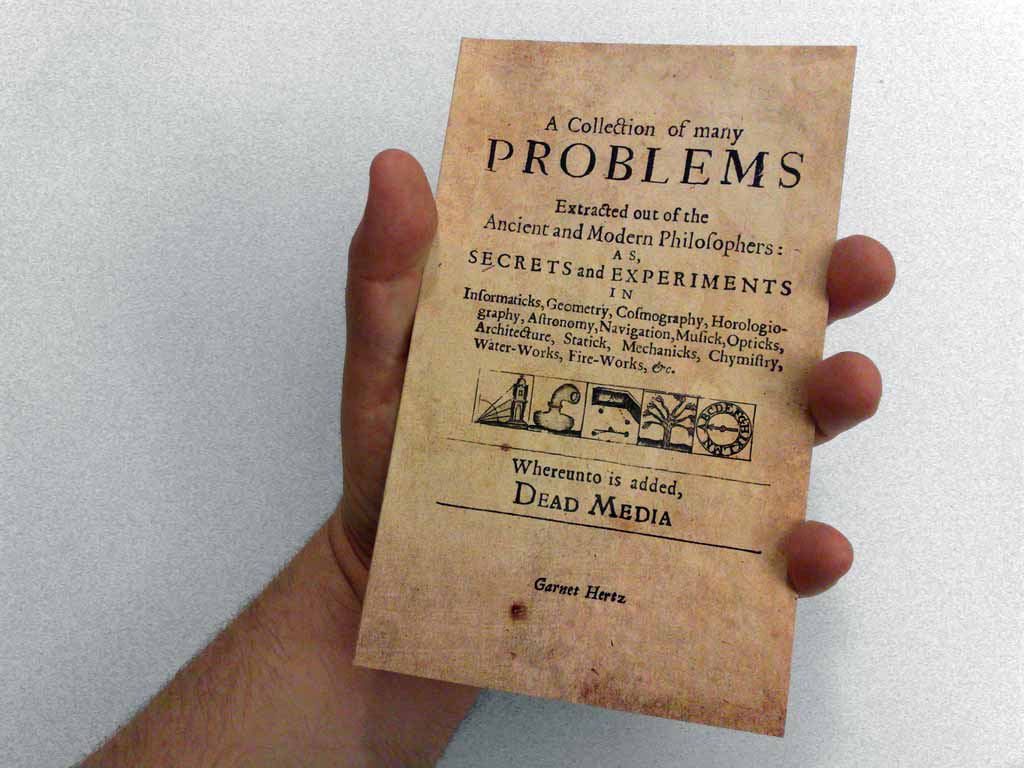 A Collection of many
PROBLEMS
Extracted out of the
Ancient and Modern Philoſophers:
AS,
SECRETS and EXPERIMENTS
IN
Informaticks, Geometry, Coſmography, Horologio-
graphy, Aſtronomy, Navigation, Muſick, Opticks,
Architecture, Statick, Mechanicks, Chymiſtry,
Water-Works, Fire-Works, &c.
Whereunto is added,
DEAD MEDIA
Garnet Hertz